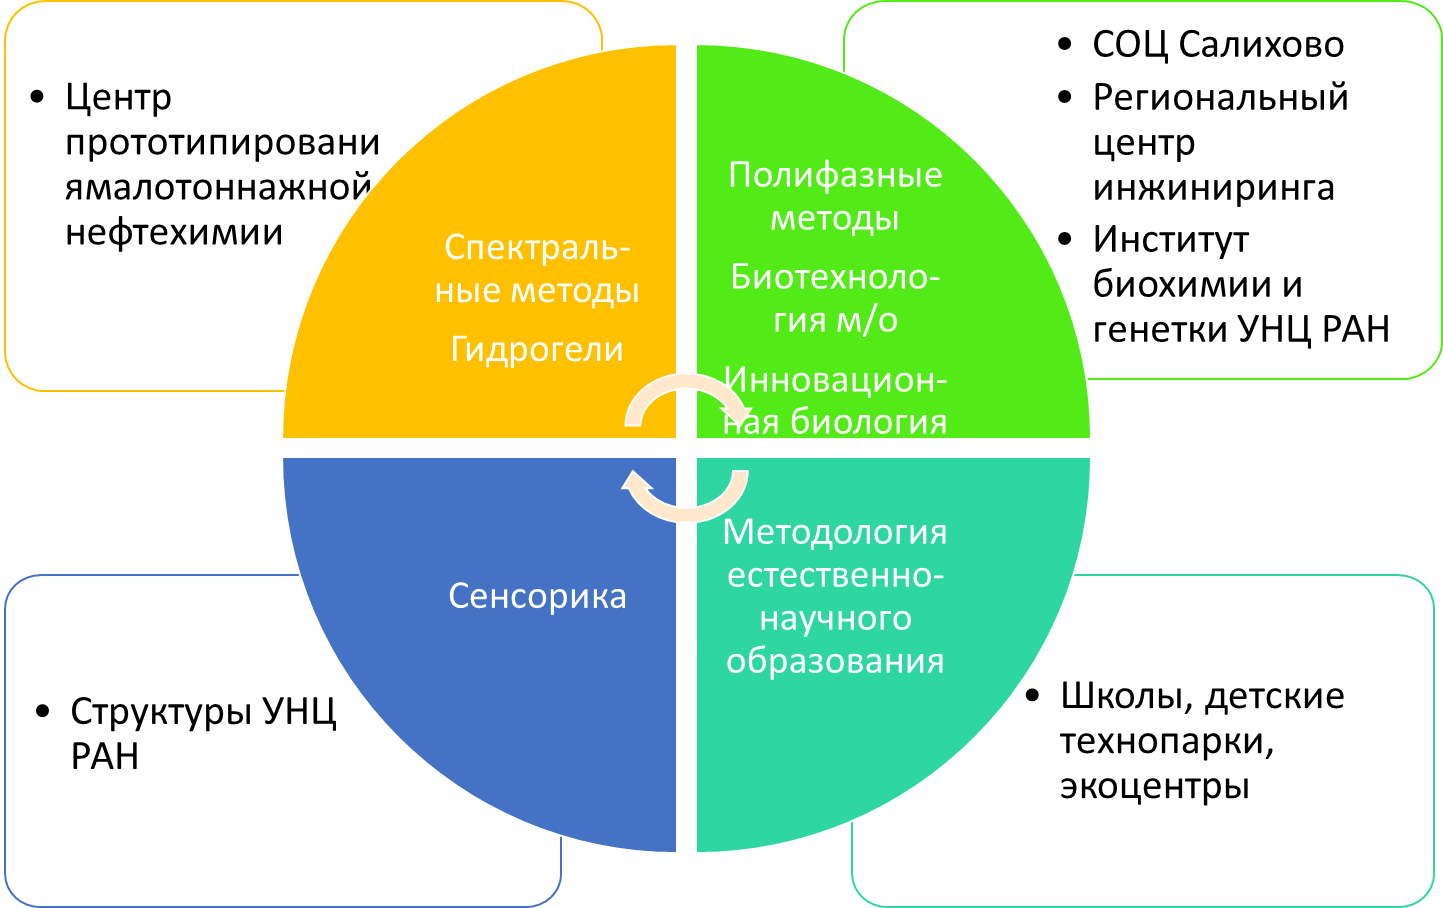 • Центр
прототипировани
ямалотоннажной
нефтехимии
Спектраль-
ные методы
Гидрогели
Полифазные
методы
Биотехноло-
гия м/о
Инновацион-
ная биология
• СОЦ Салихово
• Региональный
центр
инжиниринга
• Институт
биохимии и
генетки УНЦ РАН
Сенсорика
• Структуры УНЦ
РАН
Методология
естественно-
научного
образования
• Школы, детские
технопарки,
экоцентры